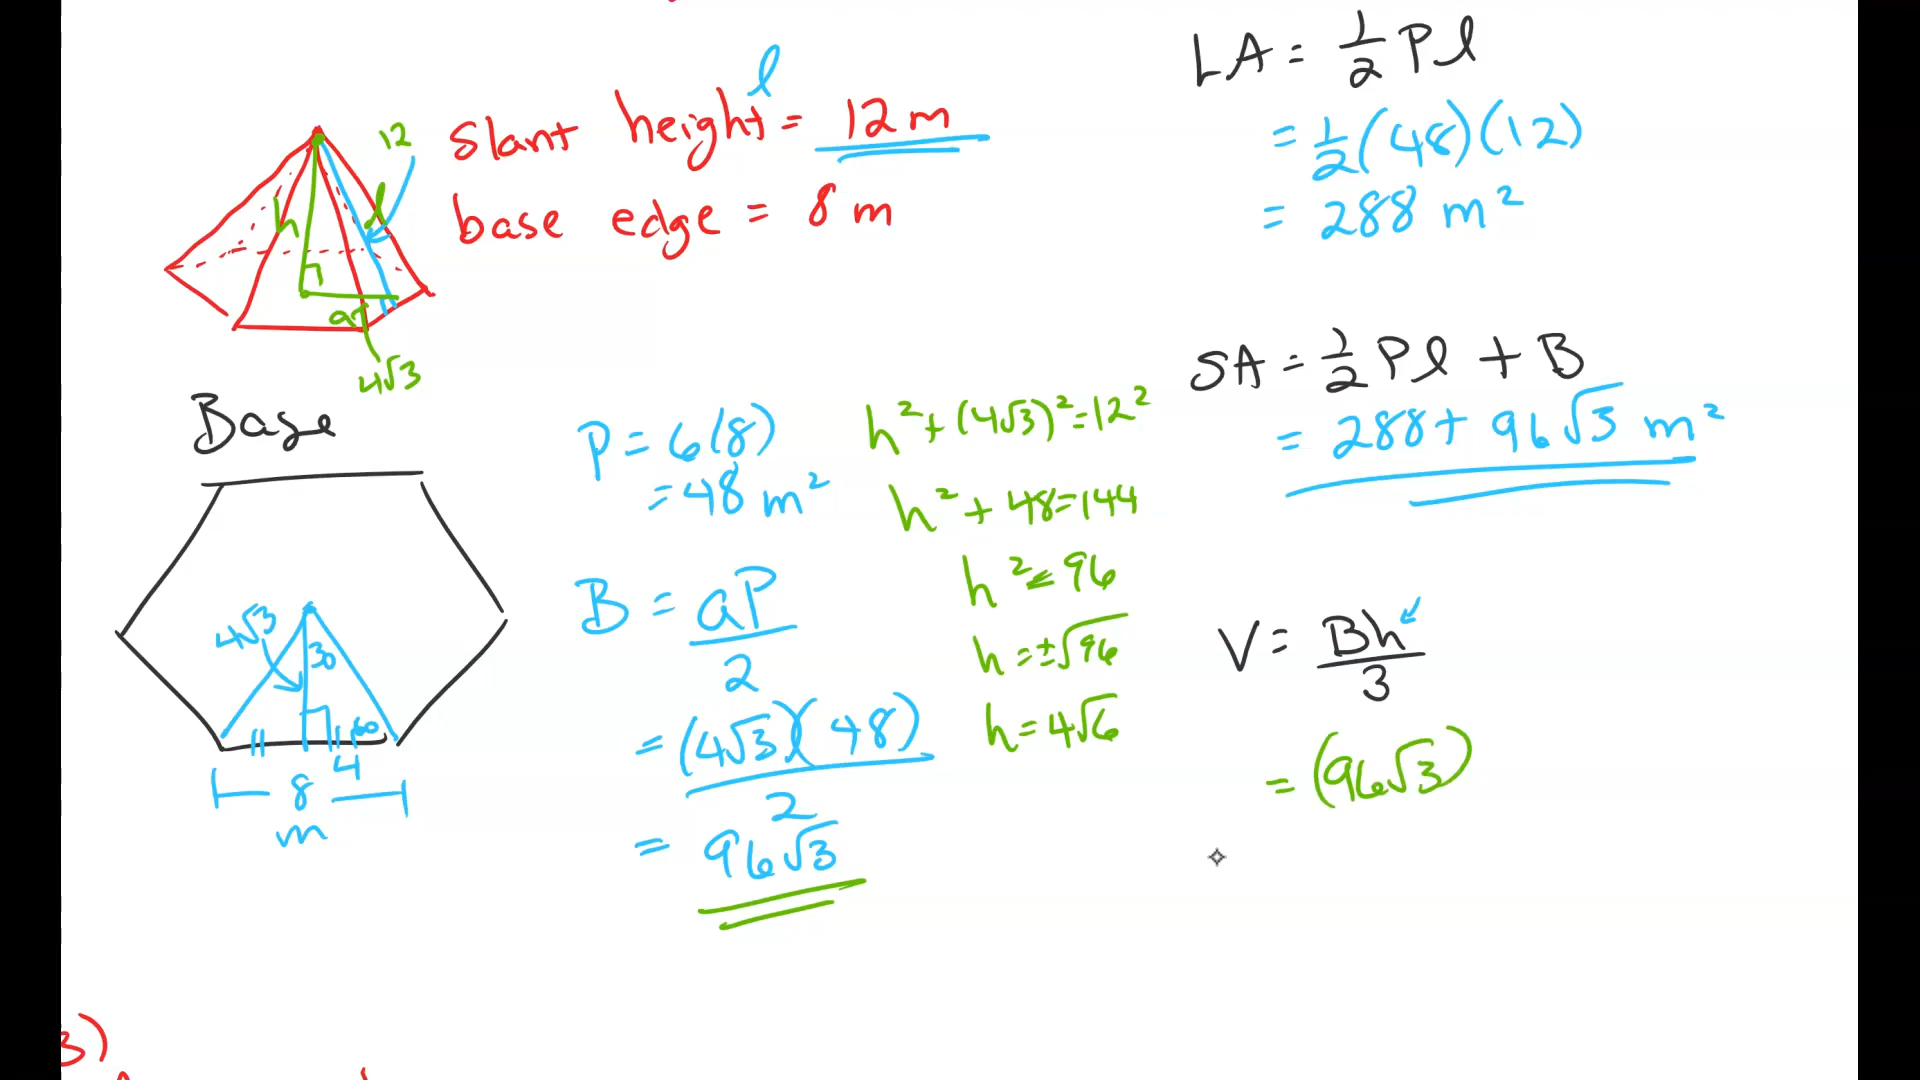 12
slant height = 12 m
l
base edge = 8 m
h
l
a
4√3
Base
4√3
30
60
4
8
m
P = 6(8)
= 48 m²
B = aP/2
= (4√3)(48)/2
= 96√3
h² + (4√3)² = 12²
h² + 48 = 144
h² = 96
h = ±√96
h = 4√6
LA = 1/2 Pl
= 1/2 (48)(12)
= 288 m²
SA = 1/2 Pl + B
= 288 + 96√3 m²
V = Bh/3
= (96√3)
3)